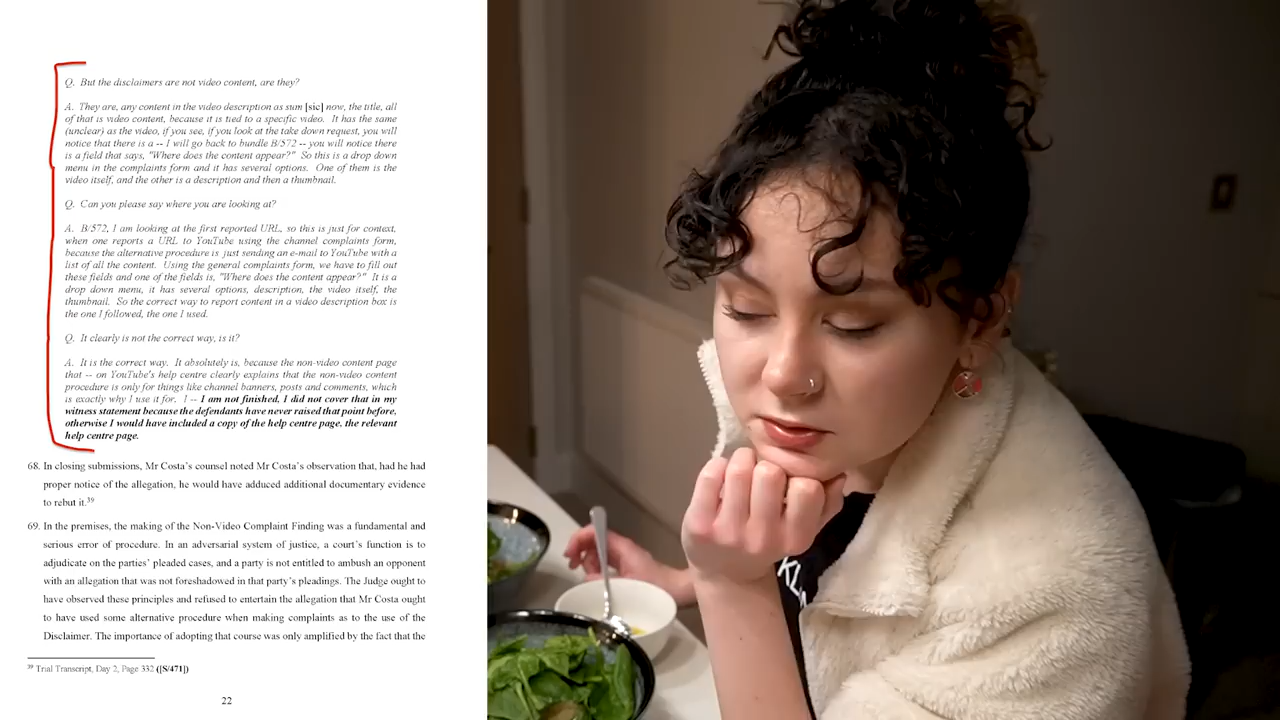 Q. But the disclaimers are not video content, are they?
A. They are, any content in the video description as sum [sic] now, the title, all
of that is video content, because it is tied to a specific video. It has the same
(unclear) as the video, if you see, if you look at the take down request, you will
notice that there is a -- I will go back to bundle B/572 -- you will notice there
is a field that says, "Where does the content appear?" So this is a drop down
menu in the complaints form and it has several options. One of them is the
video itself, and the other is a description and then a thumbnail.
Q. Can you please say where you are looking at?
A. B/572, I am looking at the first reported URL, so this is just for context,
when one reports a URL to YouTube using the channel complaints form,
because the alternative procedure is just sending an e-mail to YouTube with a
list of all the content. Using the general complaints form, we have to fill out
these fields and one of the fields is, "Where does the content appear?" It is a
drop down menu, it has several options, description, the video itself, the
thumbnail. So the correct way to report content in a video description box is
the one I followed, the one I used.
Q. It clearly is not the correct way, is it?
A. It is the correct way. It absolutely is, because the non-video content page
that -- on YouTube's help centre clearly explains that the non-video content
procedure is only for things like channel banners, posts and comments, which
is exactly why I use it for. I -- I am not finished, I did not cover that in my
witness statement because the defendants have never raised that point before,
otherwise I would have included a copy of the help centre page. the relevant
help centre page.
68. In closing submissions, Mr Costa's counsel noted Mr Costa's observation that, had he had
proper notice of the allegation, he would have adduced additional documentary evidence
to rebut it.39
69. In the premises, the making of the Non-Video Complaint Finding was a fundamental and
serious error of procedure. In an adversarial system of justice, a court's function is to
adjudicate on the parties' pleaded cases, and a party is not entitled to ambush an opponent
with an allegation that was not foreshadowed in that party's pleadings. The Judge ought to
have observed these principles and refused to entertain the allegation that Mr Costa ought
to have used some alternative procedure when making complaints as to the use of the
Disclaimer. The importance of adopting that course was only amplified by the fact that the
39 Trial Transcript, Day 2, Page 332 ([S/471])
22